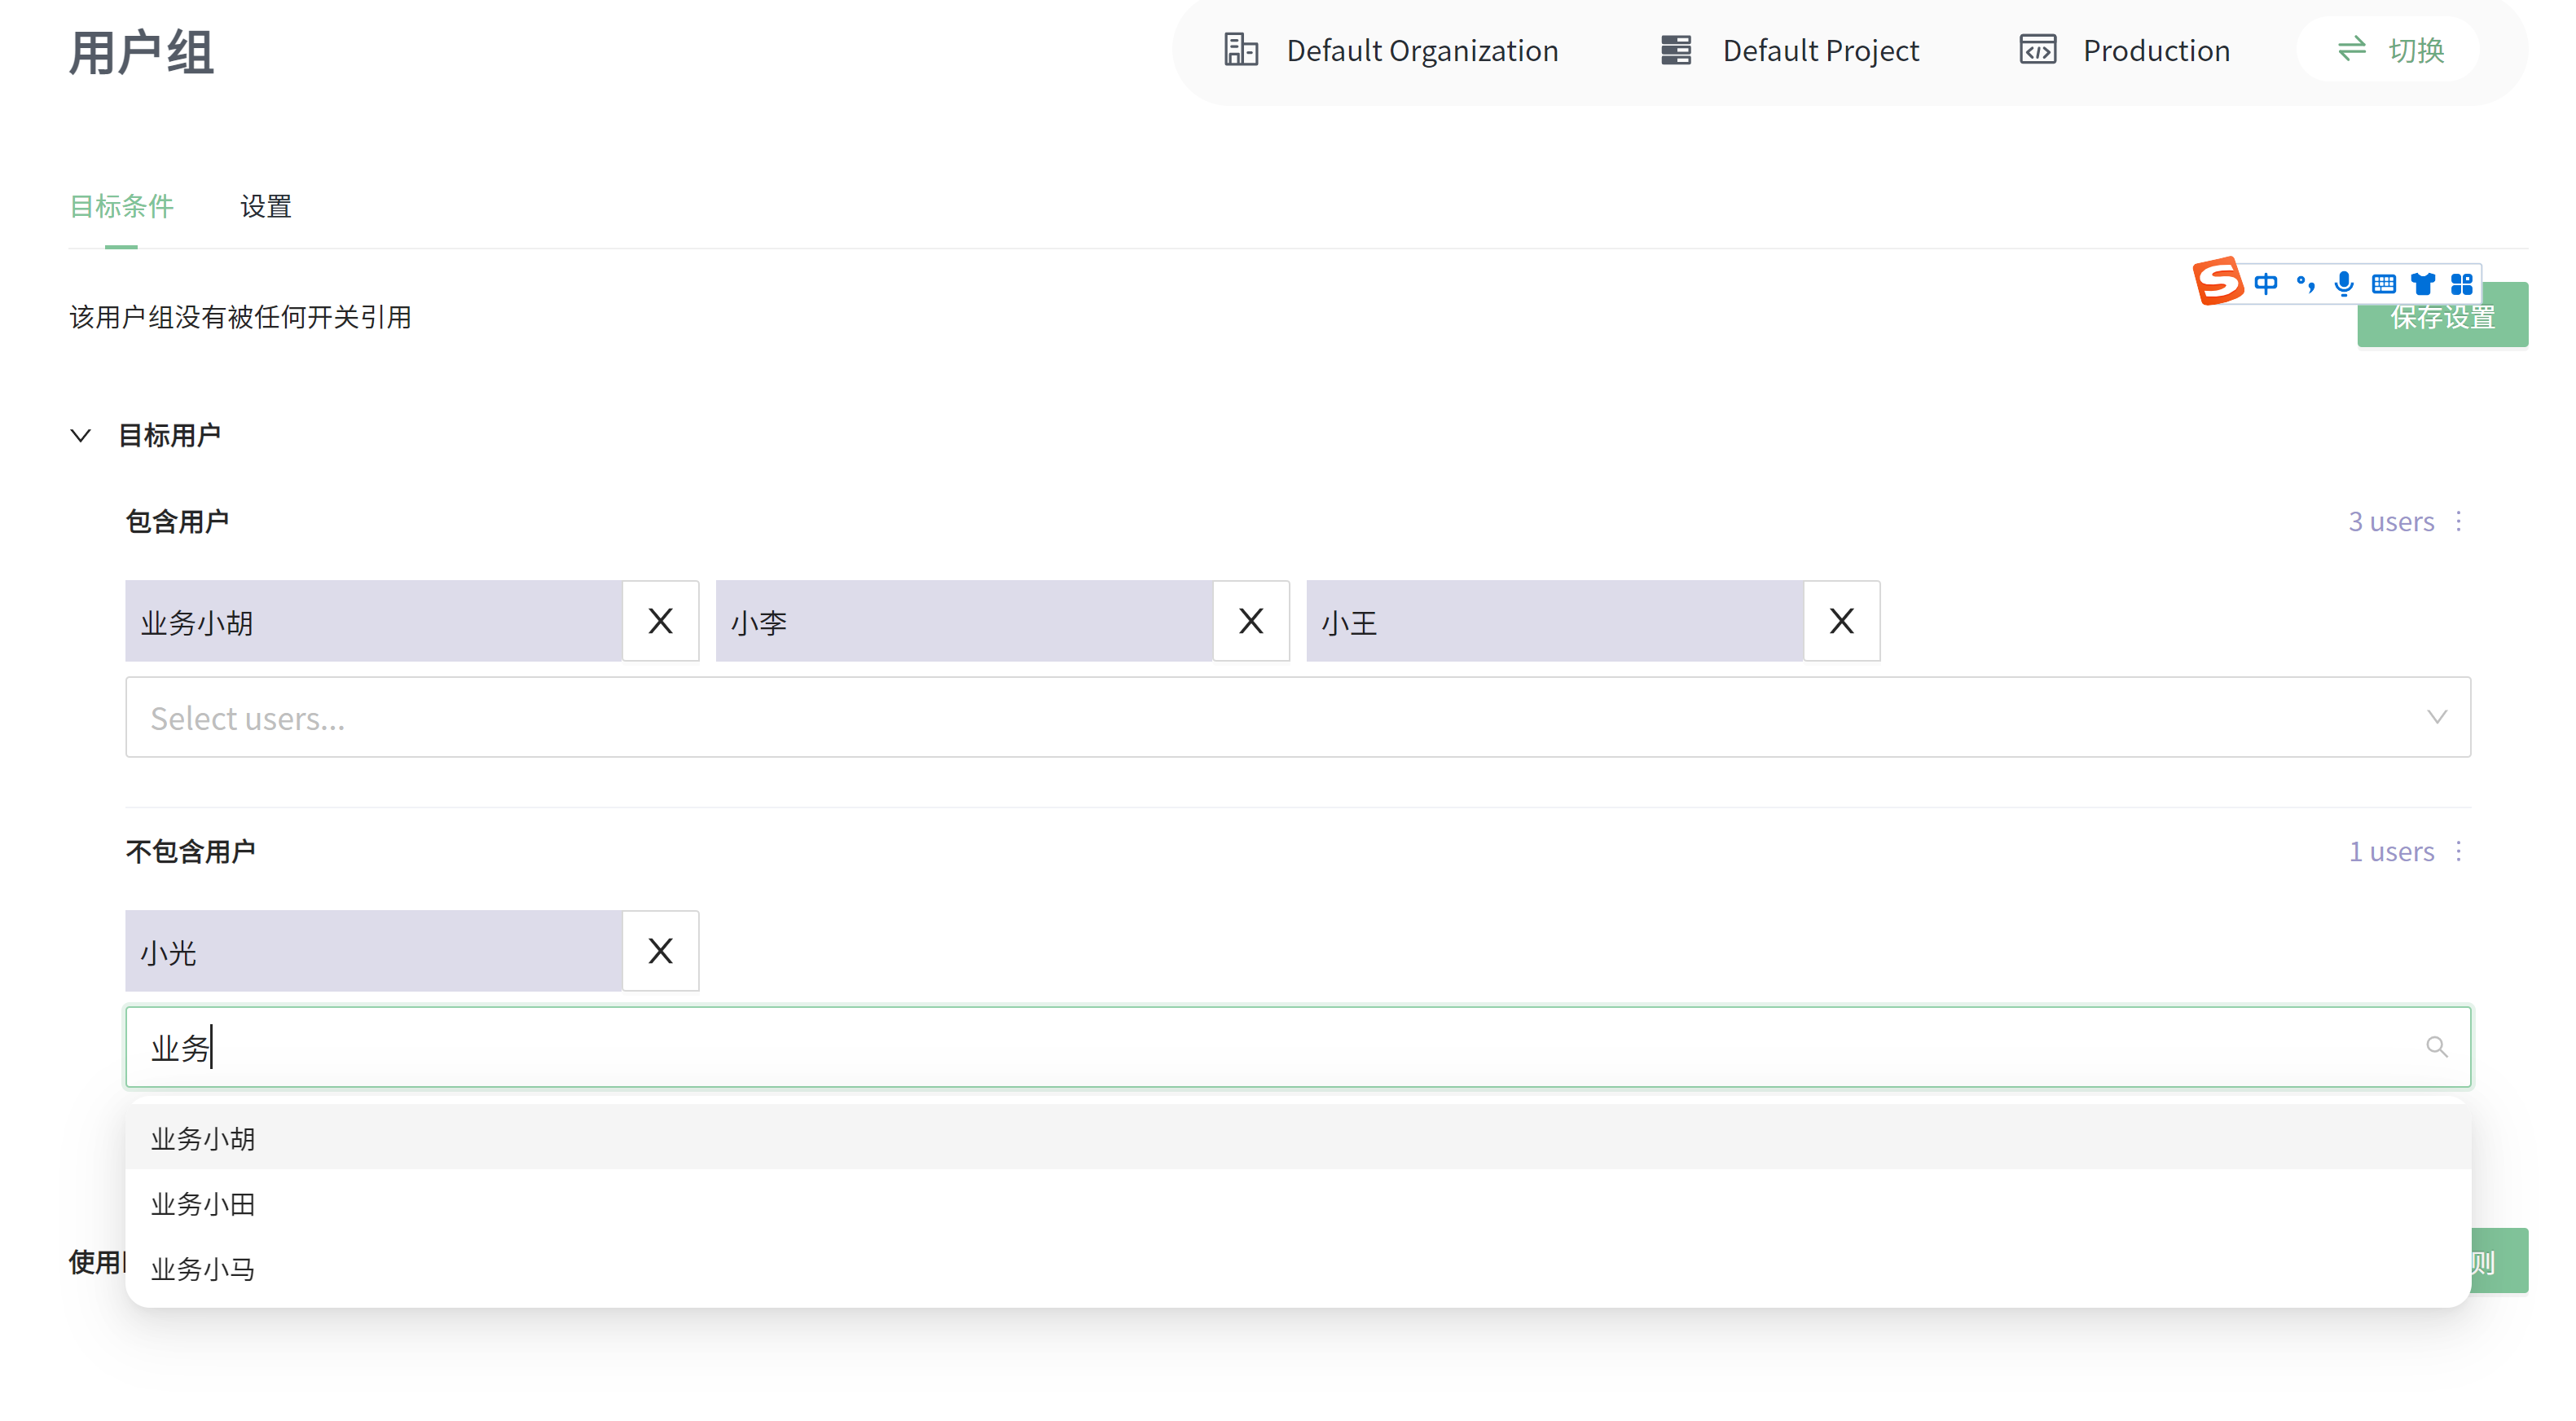 用户组
Default Organization
Default Project
Production
切换
目标条件
设置
中
该用户组没有被任何开关引用
保存设置
目标用户
包含用户
3 users
业务小胡
小李
小王
Select users...
不包含用户
1 users
小光
业务
业务小胡
业务小田
业务小马
使用
则